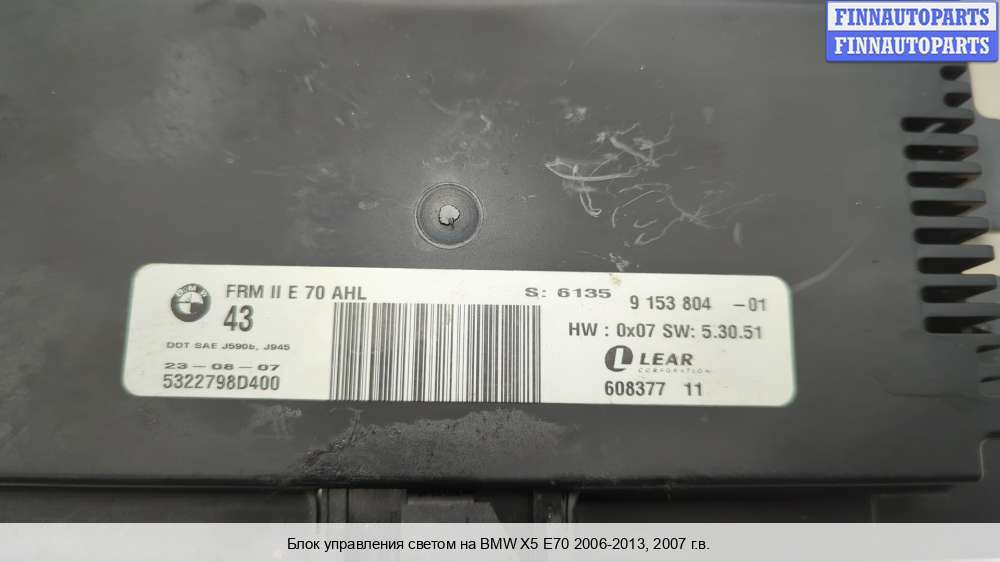 FINNAUTOPARTS
FINNAUTOPARTS
BMW
FRM II E 70 AHL
S: 6135
9 153 804 -01
43
HW : 0x07 SW: 5.30.51
DOT SAE J590b, J945
LEAR
CORPORATION
23-08-07
5322798D400
608377 11
Блок управления светом на BMW X5 E70 2006-2013, 2007 г.в.